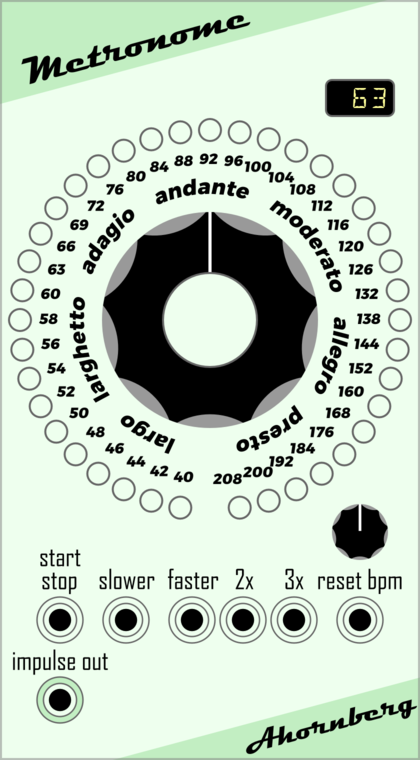 Metronome
63
40 42 44 46 48 50 52 54 56 58 60 63 66 69 72 76 80 84 88 92 96 100 104 108 112 116 120 126 132 138 144 152 160 168 176 184 192 200 208
largo larghetto adagio andante moderato allegro presto
start
stop slower faster 2x 3x reset bpm
impulse out
Ahornberg